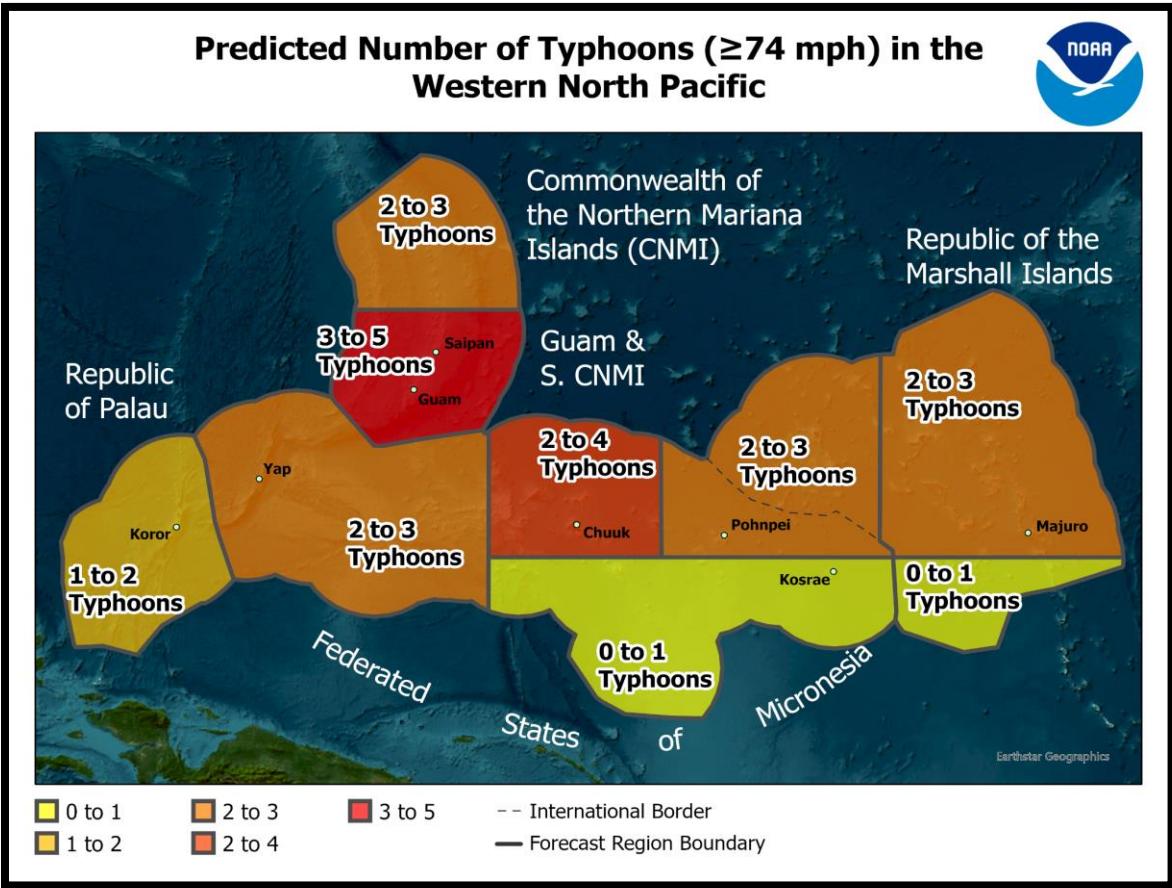 Predicted Number of Typhoons (≥74 mph) in the
Western North Pacific
NOAA
2 to 3
Typhoons
Commonwealth of
the Northern Mariana
Islands (CNMI)
Republic of the
Marshall Islands
3 to 5
Typhoons
Saipan
Guam
Guam &
S. CNMI
Republic
of Palau
2 to 3
Typhoons
2 to 4
Typhoons
2 to 3
Typhoons
Yap
Koror
2 to 3
Typhoons
Chuuk
Pohnpei
Majuro
1 to 2
Typhoons
Kosrae
0 to 1
Typhoons
0 to 1
Typhoons
Federated
States
of
Micronesia
Earthstar Geographics
0 to 1
2 to 3
3 to 5
International Border
1 to 2
2 to 4
Forecast Region Boundary